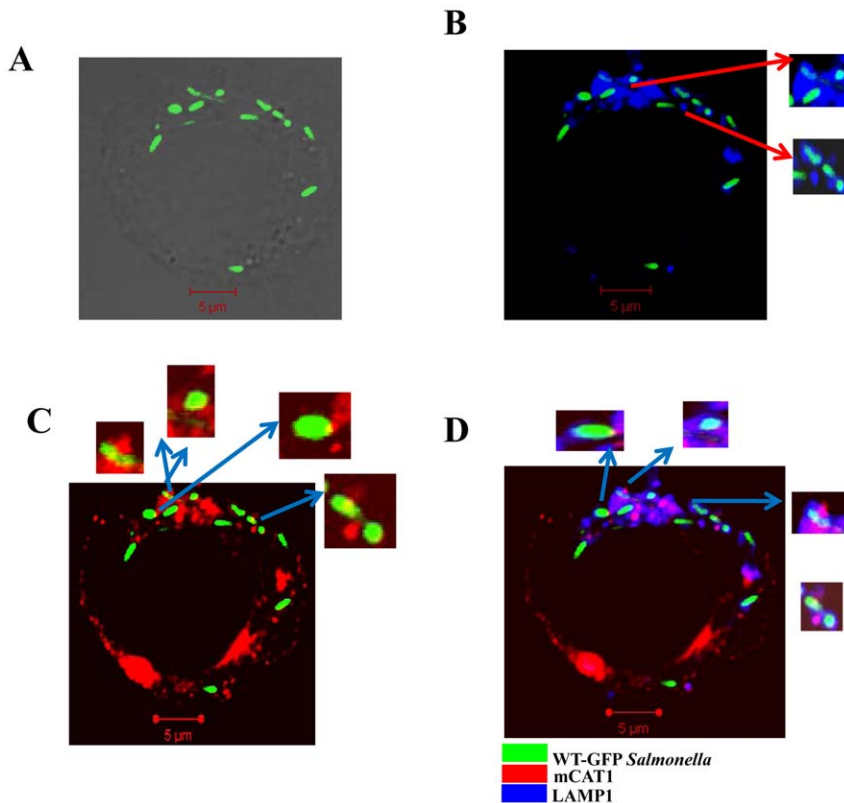 A
B
5 µm
5 µm
C
D
5 µm
5 µm
WT-GFP Salmonella
mCAT1
LAMP1